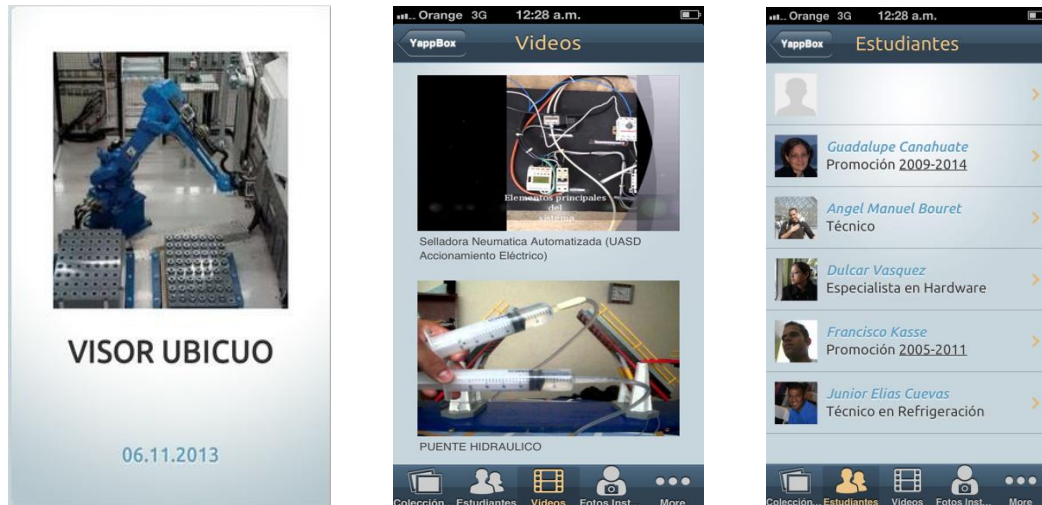 VISOR UBICUO
06.11.2013
Orange 3G 12:28 a.m.
YappBox Videos
Elementos principales
del
sistema
Selladora Neumatica Automatizada (UASD
Accionamiento Eléctrico)
PUENTE HIDRAULICO
Colección Estudiantes Videos Fotos Inst... More
Orange 3G 12:28 a.m.
YappBox Estudiantes
Guadalupe Canahuate
Promoción 2009-2014
Angel Manuel Bouret
Técnico
Dulcar Vasquez
Especialista en Hardware
Francisco Kasse
Promoción 2005-2011
Junior Elias Cuevas
Técnico en Refrigeración
Colección... Estudiantes Videos Fotos Inst... More